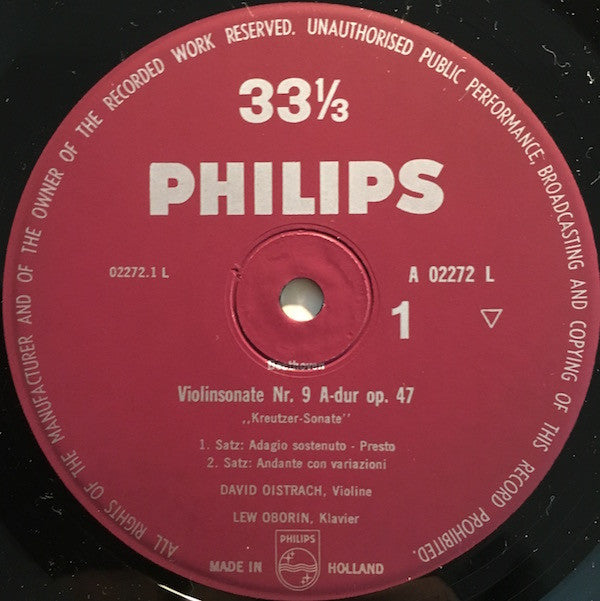 ALL RIGHTS OF THE MANUFACTURER AND OF THE OWNER OF THE RECORDED WORK RESERVED. UNAUTHORISED PUBLIC PERFORMANCE, BROADCASTING AND COPYING OF THIS RECORD PROHIBITED.
33⅓
PHILIPS
02272.1 L
A 02272 L
1
Beethoven
Violinsonate Nr. 9 A-dur op. 47
„Kreutzer-Sonate"
1. Satz: Adagio sostenuto - Presto
2. Satz: Andante con variazioni
DAVID OISTRACH, Violine
LEW OBORIN, Klavier
PHILIPS
MADE IN HOLLAND